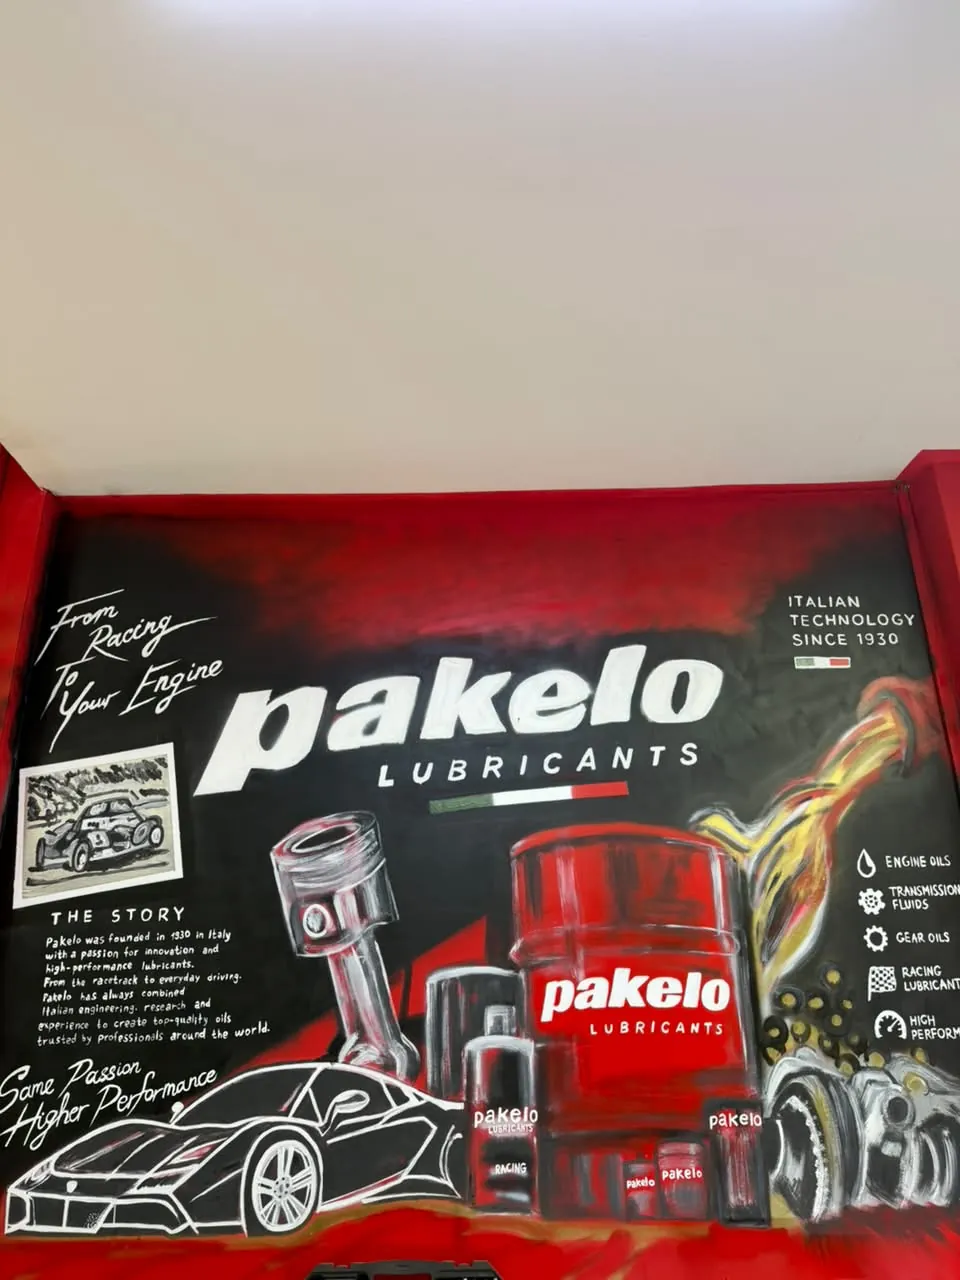 From
Racing
To
Your Engine
pakelo
LUBRICANTS
ITALIAN
TECHNOLOGY
SINCE 1930
THE STORY
Pakelo was founded in 1930 in Italy
with a passion for innovation and
high-performance lubricants.
From the racetrack to everyday driving.
Pakelo has always combined
Italian engineering. research and
experience to create top-quality oils
trusted by professionals around the world.
Same Passion
Higher Performance
pakelo
LUBRICANTS
pakelo
LUBRICANTS
RACING
pakelo
pakelo
pakelo
ENGINE OILS
TRANSMISSION
FLUIDS
GEAR OILS
RACING
LUBRICANT
HIGH
PERFORM